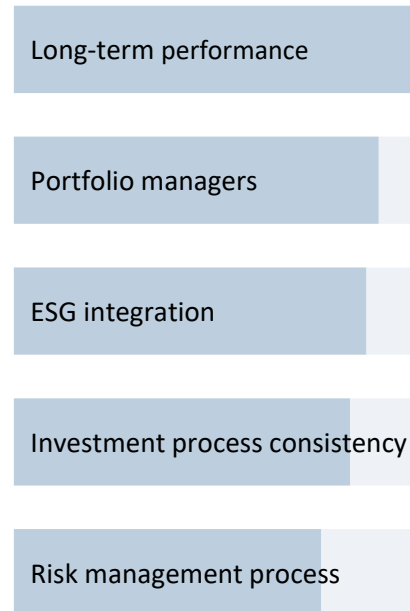 Long-term performance
Portfolio managers
ESG integration
Investment process consistency
Risk management process